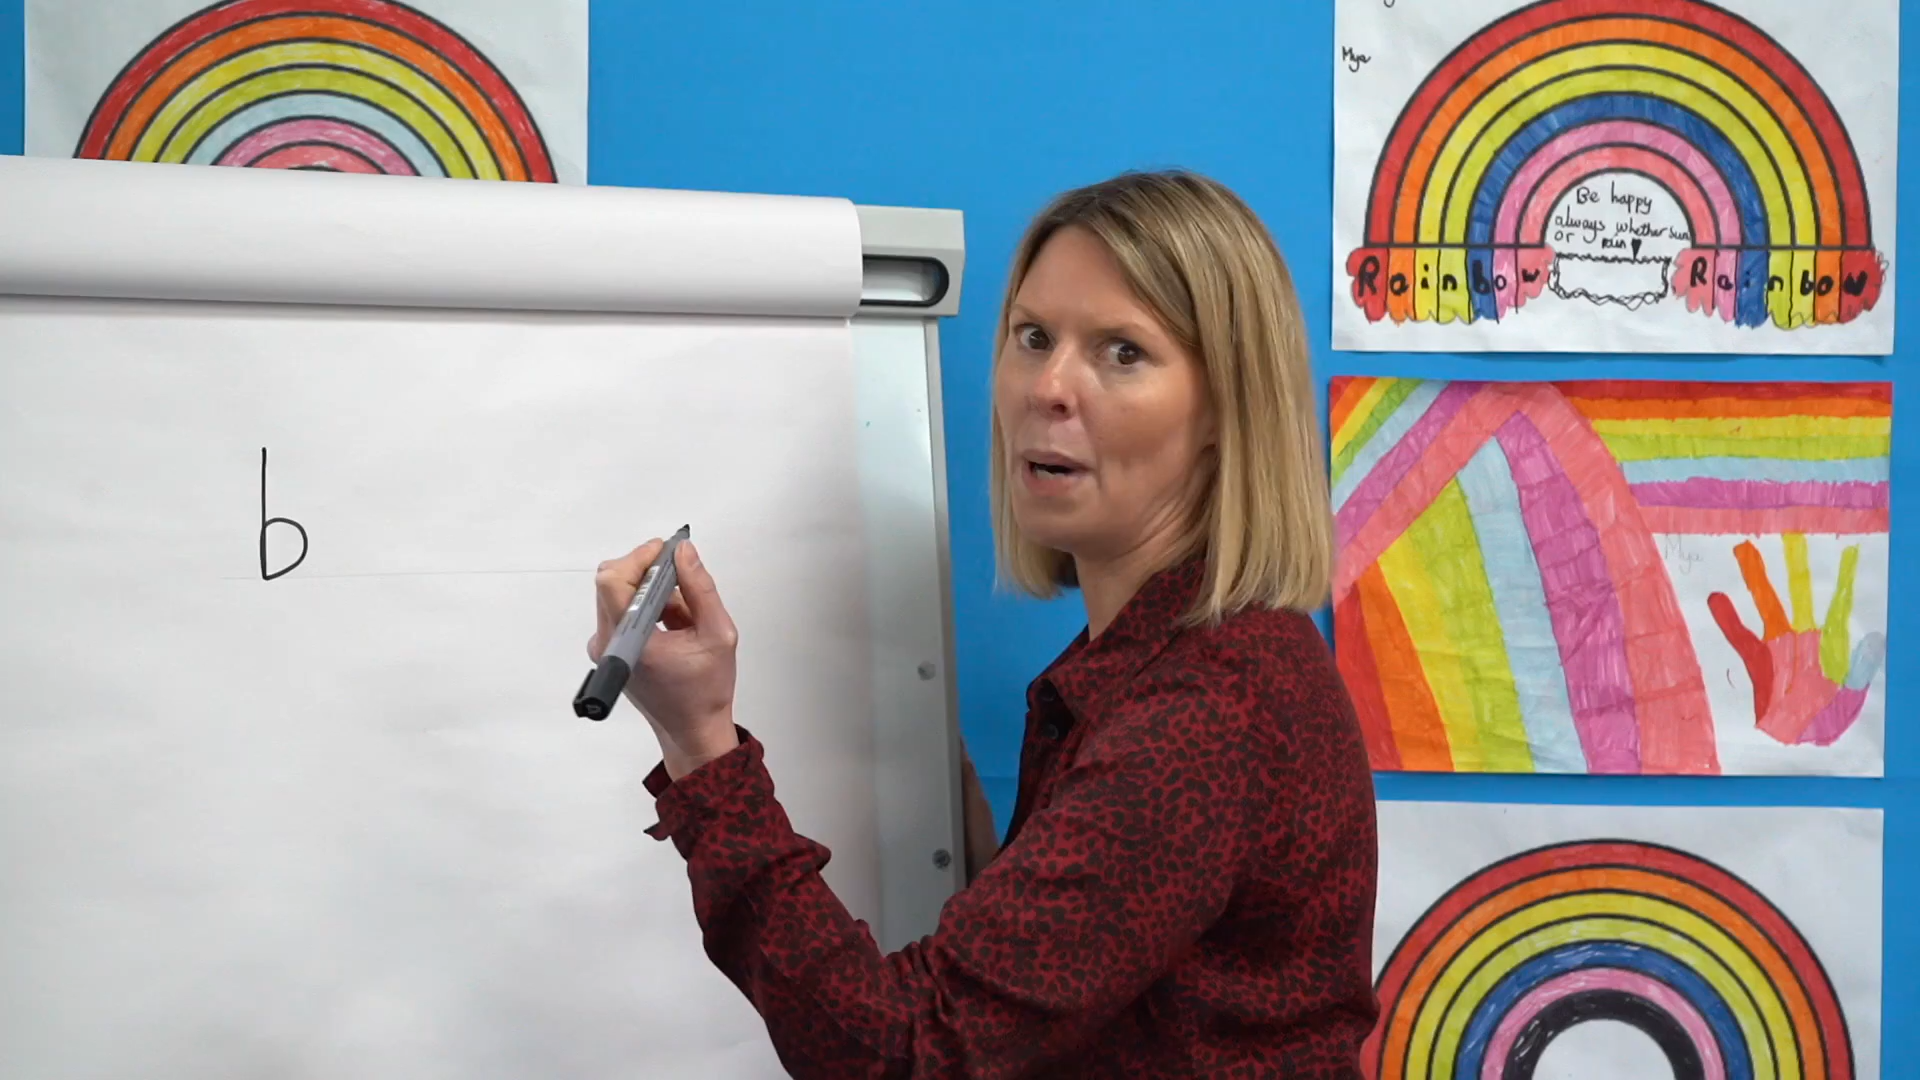 b
Mya
Be happy
always whether sun
or rain
Rainbow Rainbow
Mya